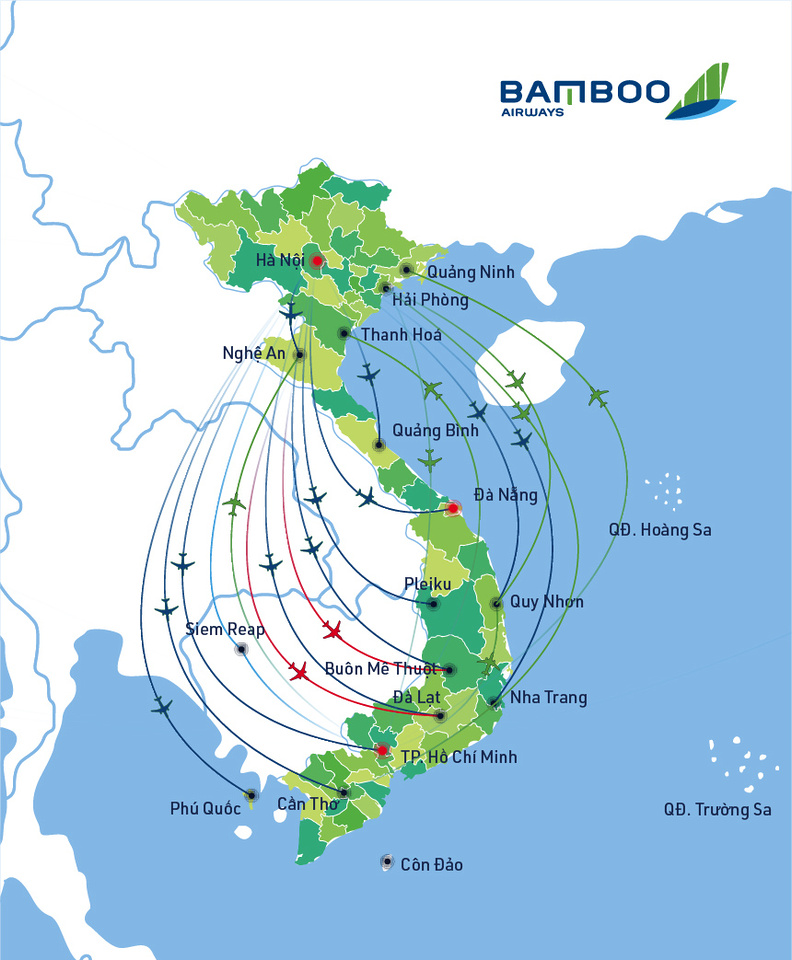 BAMBOO
AIRWAYS
Hà Nội
Quảng Ninh
Hải Phòng
Thanh Hoá
Nghệ An
Quảng Bình
Đà Nẵng
QĐ. Hoàng Sa
Pleiku
Quy Nhơn
Siem Reap
Buôn Mê Thuột
Đà Lạt
Nha Trang
TP. Hồ Chí Minh
Phú Quốc
Cần Thơ
QĐ. Trường Sa
Côn Đảo